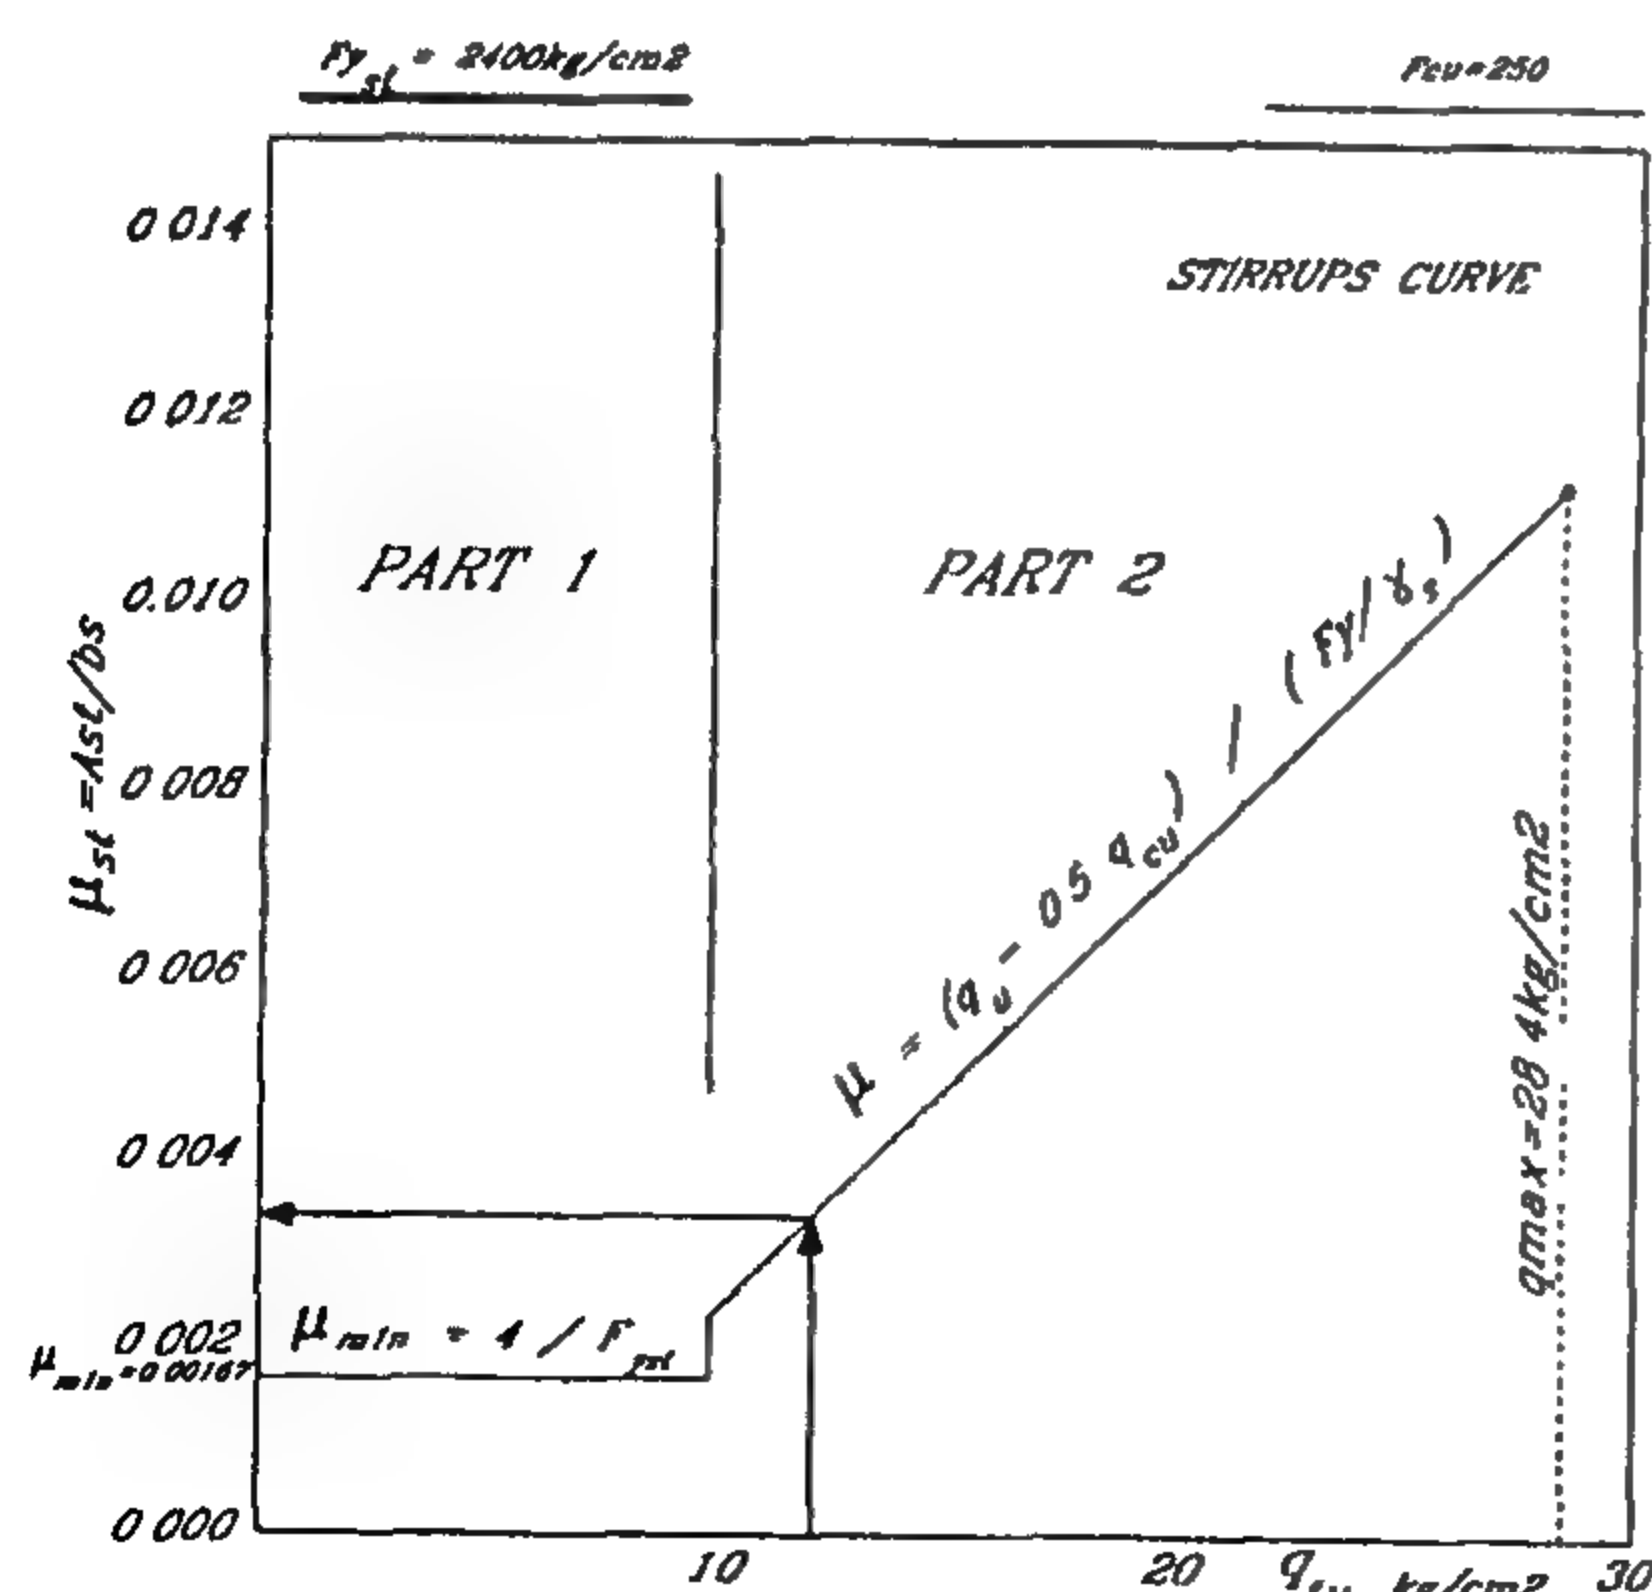 Fy st = 2400kg/cm2
Fcu=250
0 014
STIRRUPS CURVE
0 012
PART 1
PART 2
0.010
μst =Ast/bs
0 008
0 006
μ = (qu - 0 5 qcu) / (Fy/γs)
qmax=28 4kg/cm2
0 004
0 002
μmin = 4 / Fyst
μmin=0 00167
0 000
10
20
kg/cm2
30